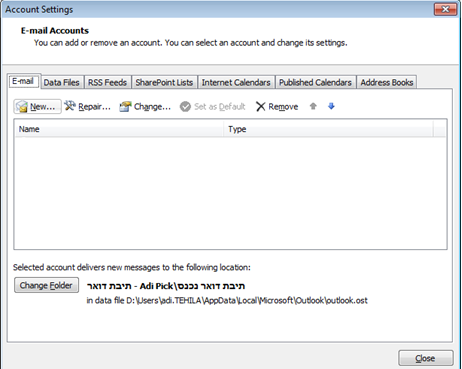 Account Settings
E-mail Accounts
You can add or remove an account. You can select an account and change its settings.
E-mail Data Files RSS Feeds SharePoint Lists Internet Calendars Published Calendars Address Books
New... Repair... Change... Set as Default Remove
Name Type
Selected account delivers new messages to the following location:
Change Folder תיבת דואר - Adi Pick\תיבת דואר נכנס
in data file D:\Users\adi.TEHILA\AppData\Local\Microsoft\Outlook\outlook.ost
Close